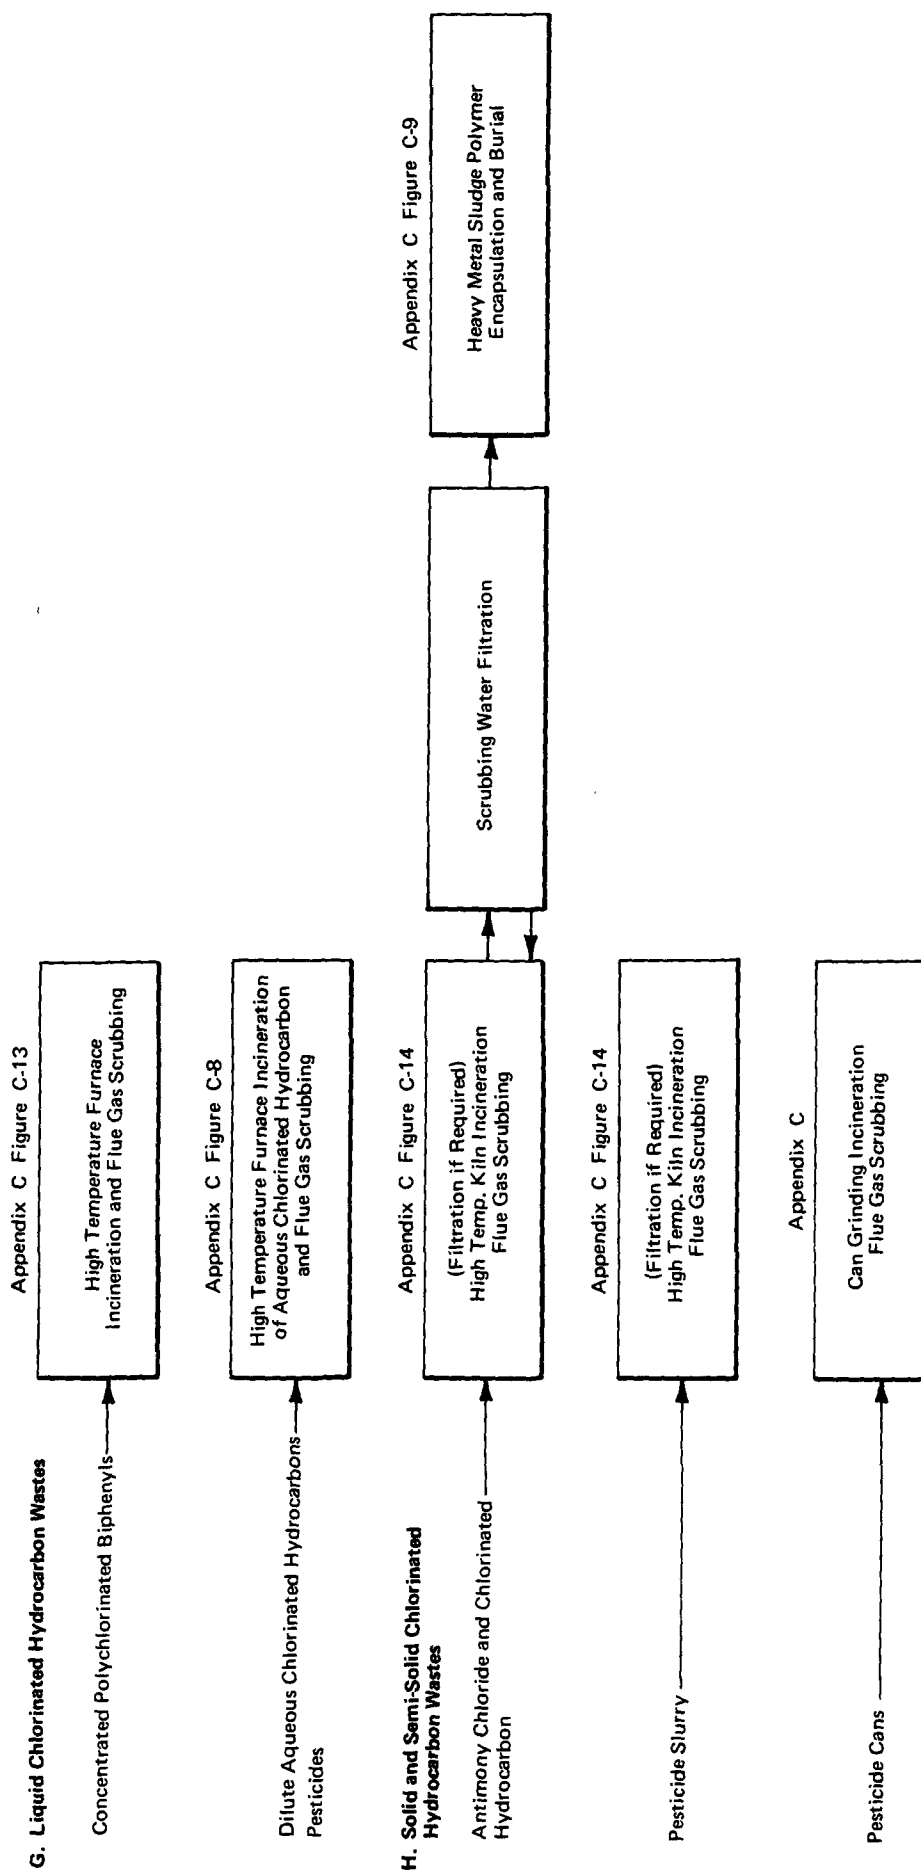 G. Liquid Chlorinated Hydrocarbon Wastes
Appendix C Figure C-13
Concentrated Polychlorinated Biphenyls
High Temperature Furnace
Incineration and Flue Gas Scrubbing
Appendix C Figure C-8
Dilute Aqueous Chlorinated Hydrocarbons
Pesticides
High Temperature Furnace Incineration
of Aqueous Chlorinated Hydrocarbon
and Flue Gas Scrubbing
H. Solid and Semi-Solid Chlorinated
Hydrocarbon Wastes
Appendix C Figure C-14
Antimony Chloride and Chlorinated
Hydrocarbon
(Filtration if Required)
High Temp. Kiln Incineration
Flue Gas Scrubbing
Scrubbing Water Filtration
Appendix C Figure C-9
Heavy Metal Sludge Polymer
Encapsulation and Burial
Appendix C Figure C-14
Pesticide Slurry
(Filtration if Required)
High Temp. Kiln Incineration
Flue Gas Scrubbing
Appendix C
Pesticide Cans
Can Grinding Incineration
Flue Gas Scrubbing